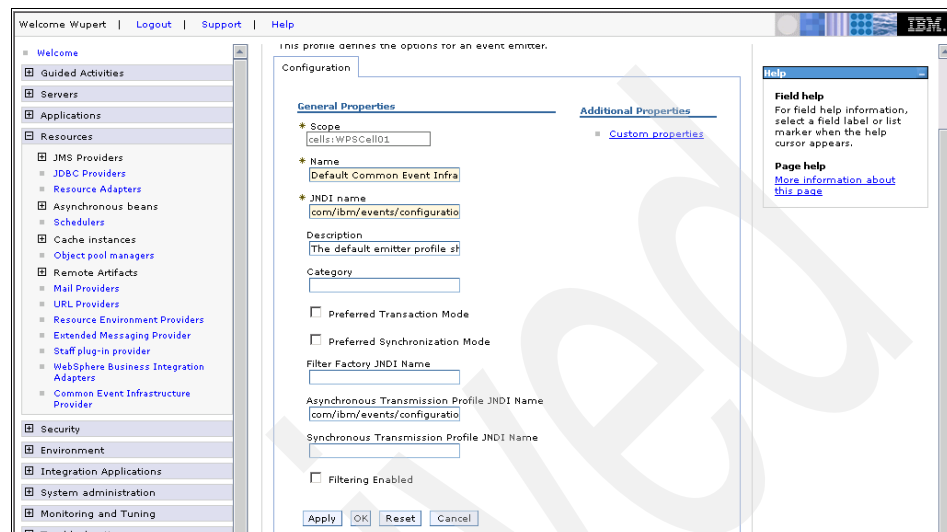 Welcome Wupert | Logout | Support | Help
IBM.
Welcome
Guided Activities
Servers
Applications
Resources
JMS Providers
JDBC Providers
Resource Adapters
Asynchronous beans
Schedulers
Cache instances
Object pool managers
Remote Artifacts
Mail Providers
URL Providers
Resource Environment Providers
Extended Messaging Provider
Staff plug-in provider
WebSphere Business Integration
Adapters
Common Event Infrastructure
Provider
Security
Environment
Integration Applications
System administration
Monitoring and Tuning
This profile defines the options for an event emitter.
Configuration
General Properties
* Scope
cells:WPSCell01
* Name
Default Common Event Infra
* JNDI name
com/ibm/events/configuratio
Description
The default emitter profile sh
Category
Preferred Transaction Mode
Preferred Synchronization Mode
Filter Factory JNDI Name
Asynchronous Transmission Profile JNDI Name
com/ibm/events/configuratio
Synchronous Transmission Profile JNDI Name
Filtering Enabled
Apply OK Reset Cancel
Additional Properties
Custom properties
Help
Field help
For field help information,
select a field label or list
marker when the help
cursor appears.
Page help
More information about
this page